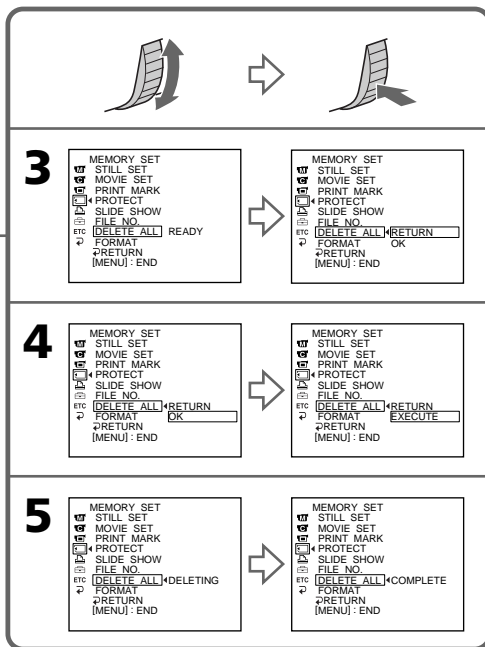 3
MEMORY SET
STILL SET
MOVIE SET
PRINT MARK
PROTECT
SLIDE SHOW
FILE NO.
ETC DELETE ALL READY
FORMAT
RETURN
[MENU] : END
MEMORY SET
STILL SET
MOVIE SET
PRINT MARK
PROTECT
SLIDE SHOW
FILE NO.
ETC DELETE ALL RETURN
FORMAT OK
RETURN
[MENU] : END
4
MEMORY SET
STILL SET
MOVIE SET
PRINT MARK
PROTECT
SLIDE SHOW
FILE NO.
ETC DELETE ALL RETURN
FORMAT OK
RETURN
[MENU] : END
MEMORY SET
STILL SET
MOVIE SET
PRINT MARK
PROTECT
SLIDE SHOW
FILE NO.
ETC DELETE ALL RETURN
FORMAT EXECUTE
RETURN
[MENU] : END
5
MEMORY SET
STILL SET
MOVIE SET
PRINT MARK
PROTECT
SLIDE SHOW
FILE NO.
ETC DELETE ALL DELETING
FORMAT
RETURN
[MENU] : END
MEMORY SET
STILL SET
MOVIE SET
PRINT MARK
PROTECT
SLIDE SHOW
FILE NO.
ETC DELETE ALL COMPLETE
FORMAT
RETURN
[MENU] : END